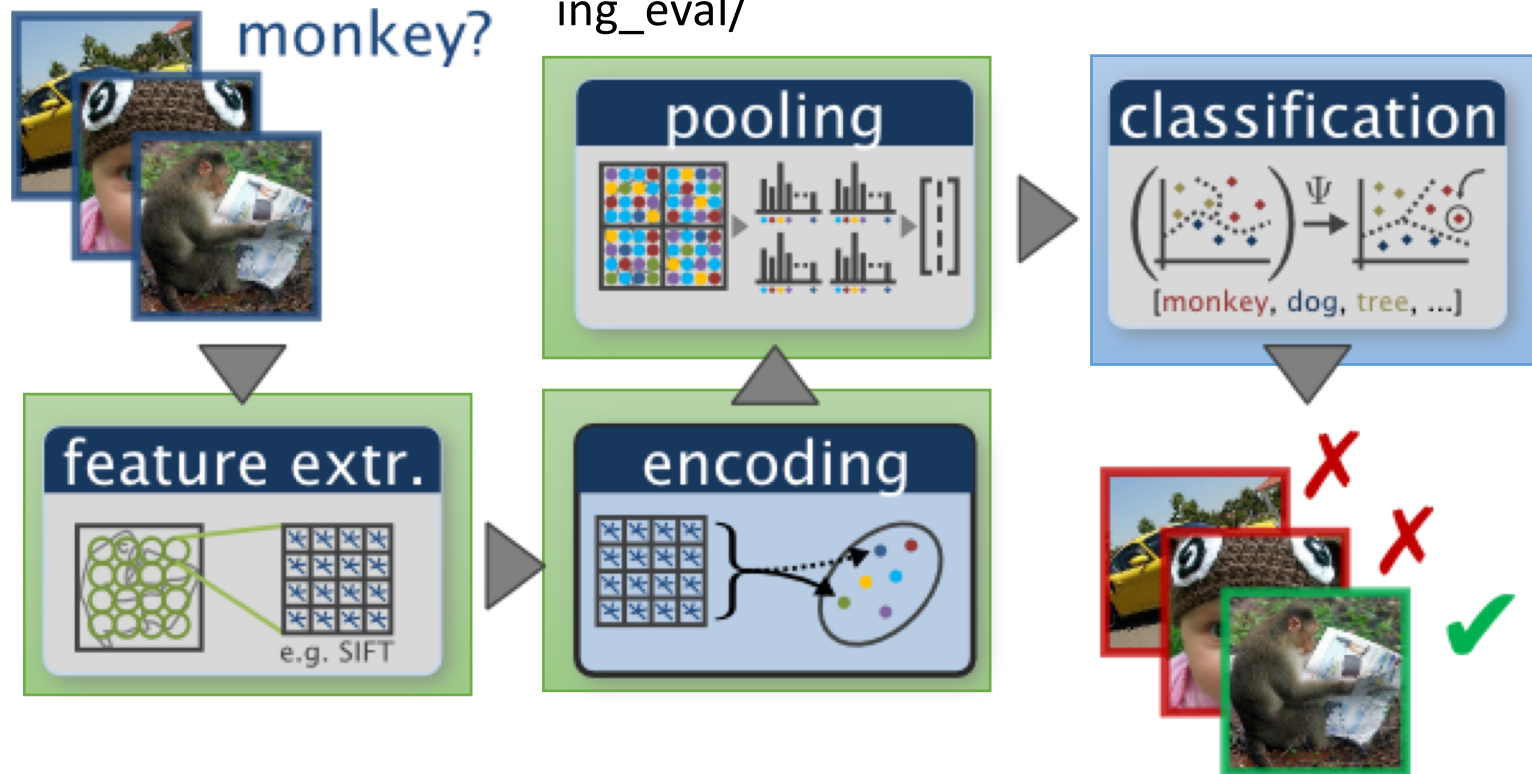 ing_eval/
monkey?
pooling
classification
Ψ
[monkey, dog, tree, ...]
feature extr.
e.g. SIFT
encoding